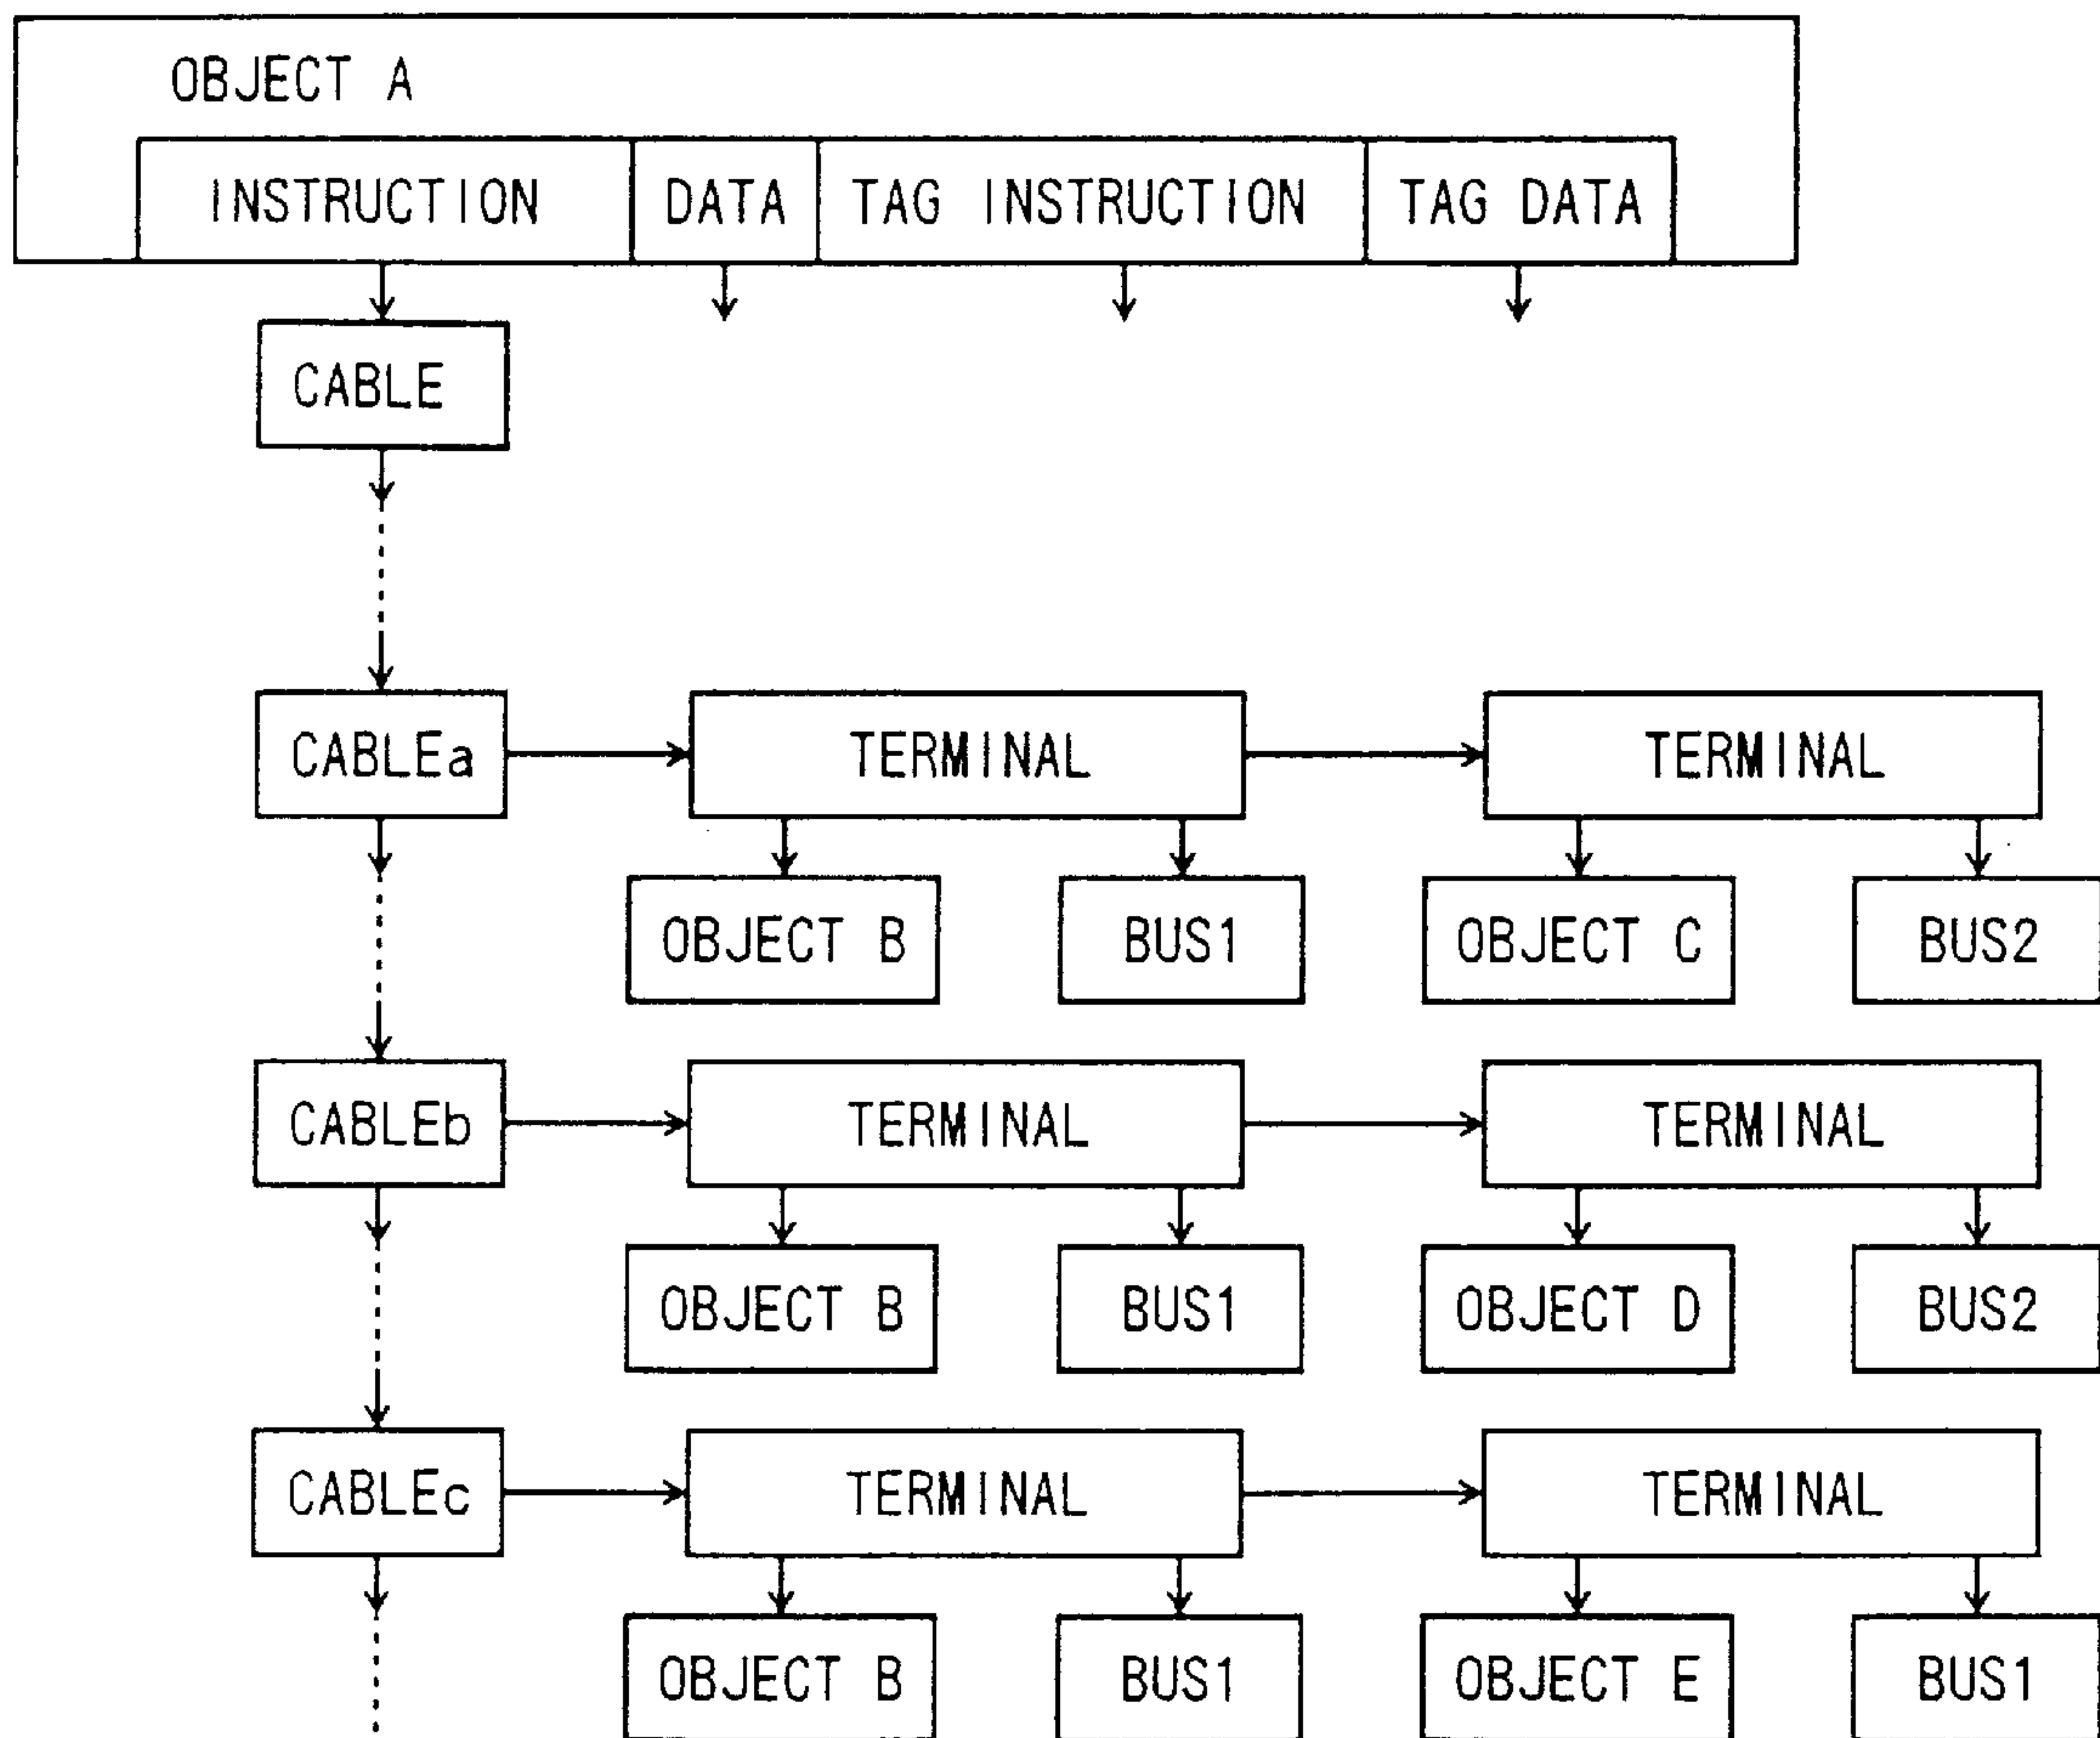 OBJECT A
INSTRUCTION DATA TAG INSTRUCTION TAG DATA
CABLE
CABLEa TERMINAL TERMINAL
OBJECT B BUS1 OBJECT C BUS2
CABLEb TERMINAL TERMINAL
OBJECT B BUS1 OBJECT D BUS2
CABLEc TERMINAL TERMINAL
OBJECT B BUS1 OBJECT E BUS1